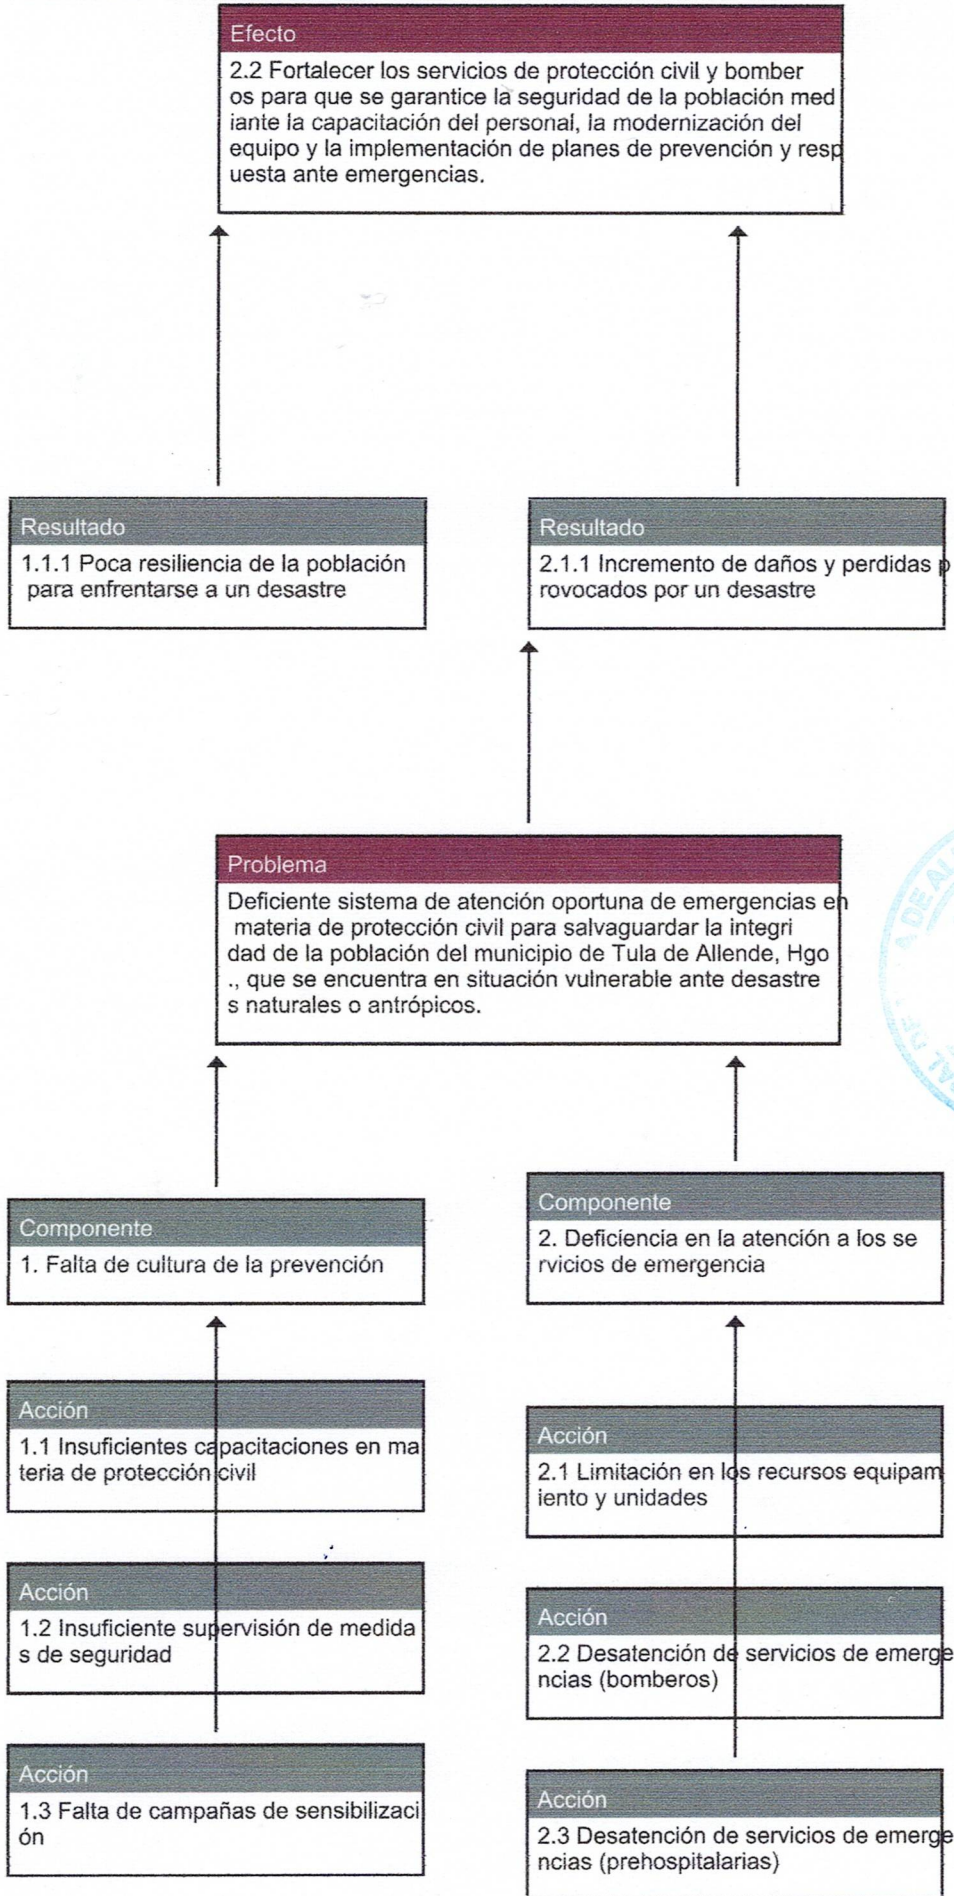 Efecto
2.2 Fortalecer los servicios de protección civil y bomber
os para que se garantice la seguridad de la población med
iante la capacitación del personal, la modernización del
equipo y la implementación de planes de prevención y resp
uesta ante emergencias.
Resultado
1.1.1 Poca resiliencia de la población
para enfrentarse a un desastre
Resultado
2.1.1 Incremento de daños y perdidas p
rovocados por un desastre
Problema
Deficiente sistema de atención oportuna de emergencias en
materia de protección civil para salvaguardar la integri
dad de la población del municipio de Tula de Allende, Hgo
., que se encuentra en situación vulnerable ante desastre
s naturales o antrópicos.
Componente
1. Falta de cultura de la prevención
Componente
2. Deficiencia en la atención a los se
rvicios de emergencia
Acción
1.1 Insuficientes capacitaciones en ma
teria de protección civil
Acción
1.2 Insuficiente supervisión de medida
s de seguridad
Acción
1.3 Falta de campañas de sensibilizaci
ón
Acción
2.1 Limitación en los recursos equipam
iento y unidades
Acción
2.2 Desatención de servicios de emerge
ncias (bomberos)
Acción
2.3 Desatención de servicios de emerge
ncias (prehospitalarias)